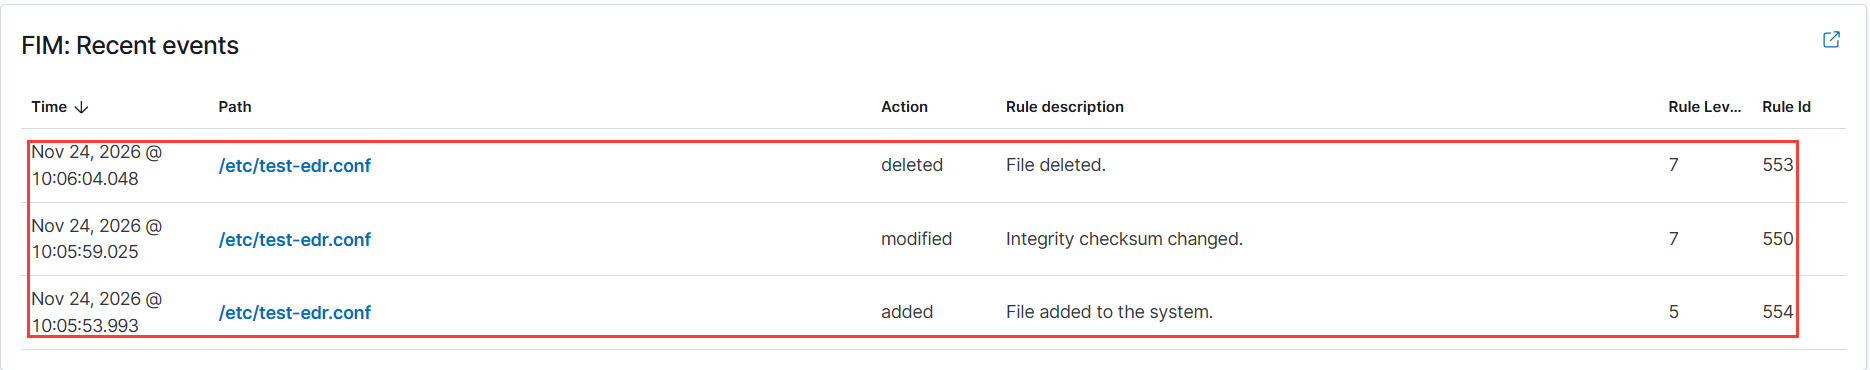 FIM: Recent events
Time Path Action Rule description Rule Lev... Rule Id
Nov 24, 2026 @
10:06:04.048 /etc/test-edr.conf deleted File deleted. 7 553
Nov 24, 2026 @
10:05:59.025 /etc/test-edr.conf modified Integrity checksum changed. 7 550
Nov 24, 2026 @
10:05:53.993 /etc/test-edr.conf added File added to the system. 5 554